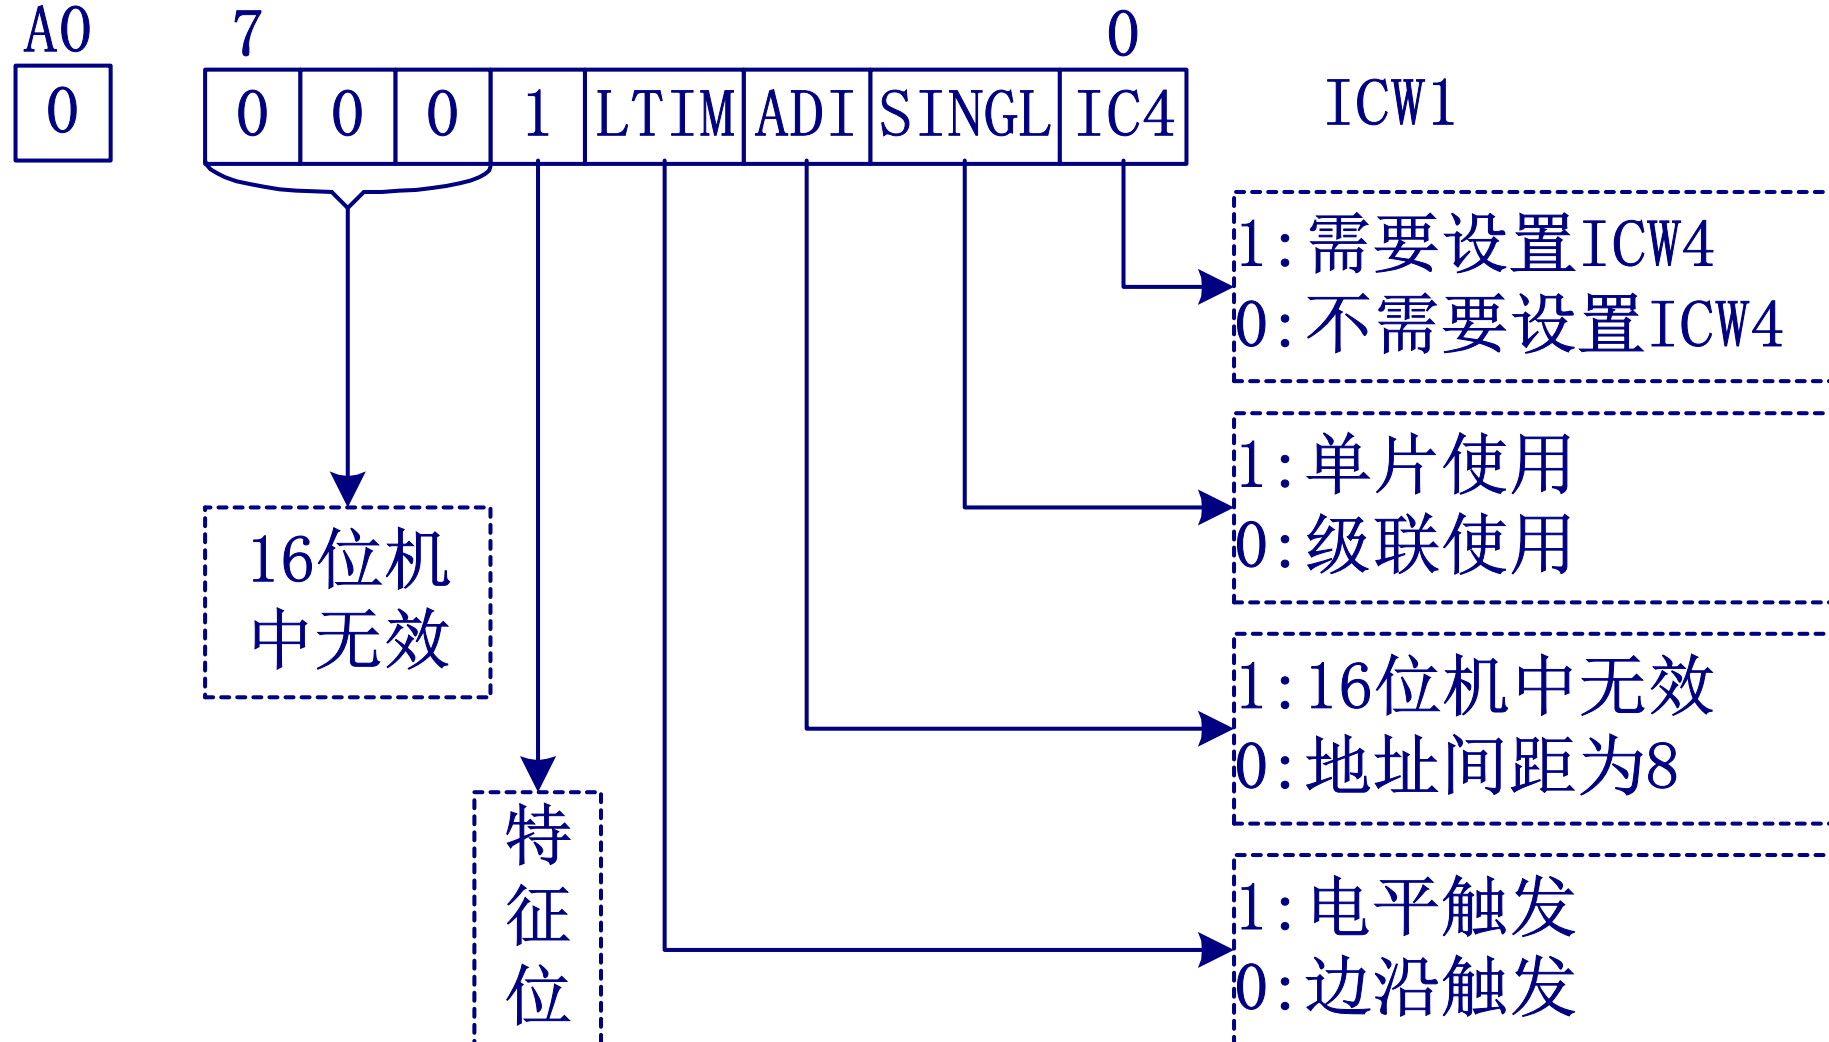 A0 7 0
0 0 0 0 1 LTIM ADI SINGL IC4 ICW1
1:需要设置ICW4
0:不需要设置ICW4
1:单片使用
0:级联使用
16位机
中无效
1:16位机中无效
0:地址间距为8
特
征
位
1:电平触发
0:边沿触发